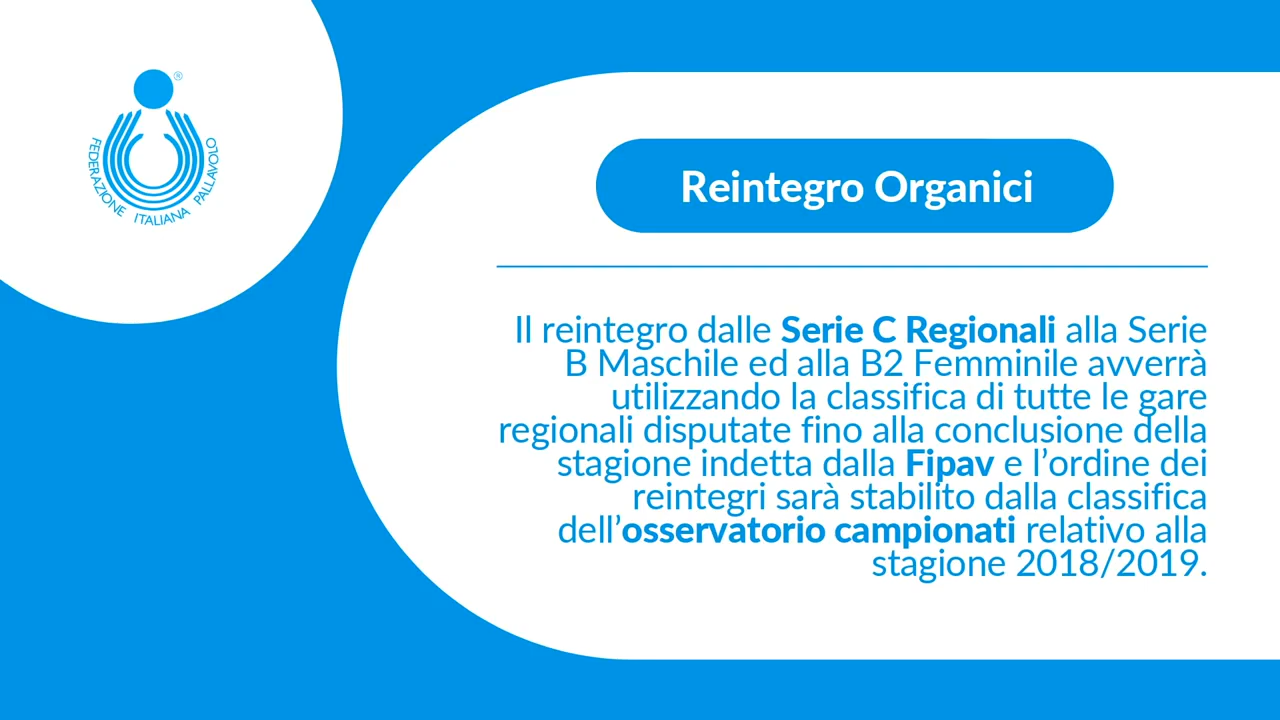 ®
FEDERAZIONE ITALIANA PALLAVOLO
Reintegro Organici
Il reintegro dalle Serie C Regionali alla Serie
B Maschile ed alla B2 Femminile avverrà
utilizzando la classifica di tutte le gare
regionali disputate fino alla conclusione della
stagione indetta dalla Fipav e l’ordine dei
reintegri sarà stabilito dalla classifica
dell’osservatorio campionati relativo alla
stagione 2018/2019.